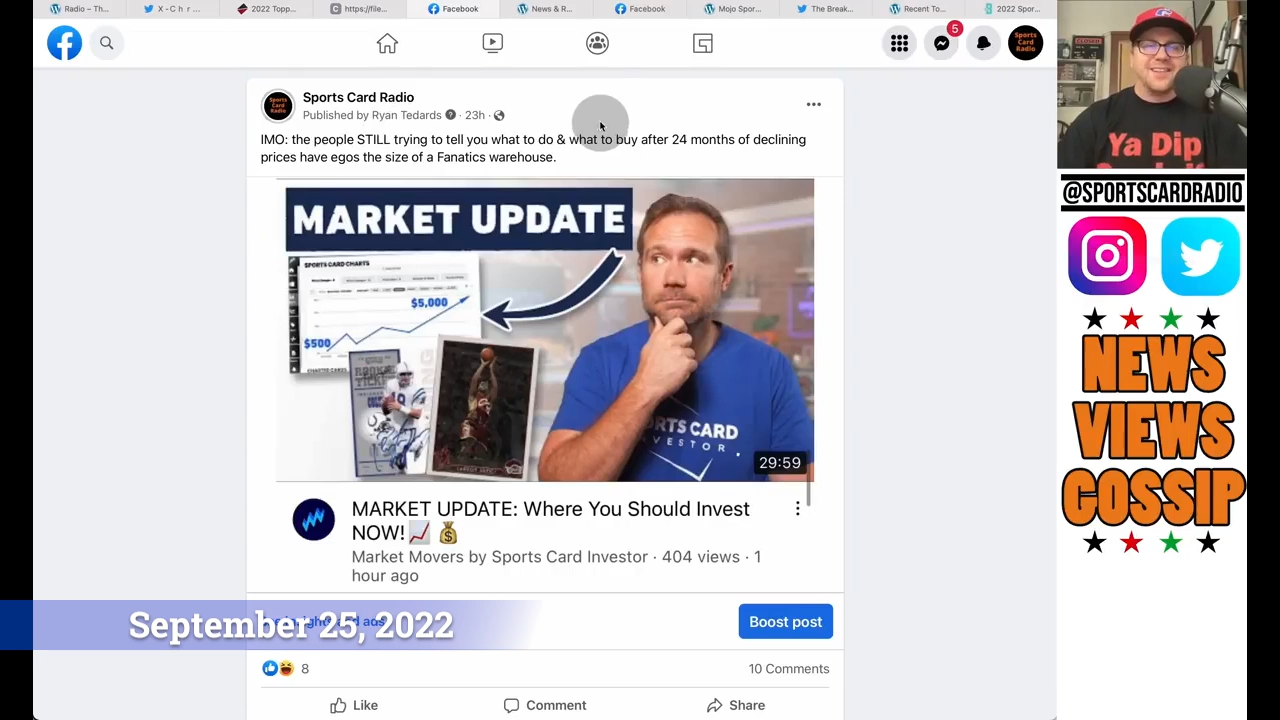 Radio – Th...
X - C h r ...
2022 Topp...
https://file...
Facebook
News & R...
Facebook
Mojo Spor...
The Break...
Recent To...
2022 Spor...
5
Sports
Card
Radio
Sports Card Radio
Published by Ryan Tedards · 23h ·
IMO: the people STILL trying to tell you what to do & what to buy after 24 months of declining
prices have egos the size of a Fanatics warehouse.
MARKET UPDATE
SPORTS CARD CHARTS
$5,000
$500
RTS CARD
VESTOR
29:59
MARKET UPDATE: Where You Should Invest
NOW!
Market Movers by Sports Card Investor · 404 views · 1
hour ago
September 25, 2022
Boost post
8
10 Comments
Like
Comment
Share
CLOSED
Ya Dip
@SPORTSCARDRADIO
NEWS
VIEWS
GOSSIP